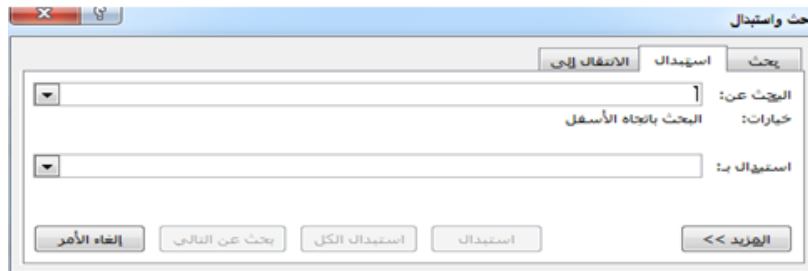 حث واستبدال
بحث استبدال الانتقال إلى
البحث عن: أ
خيارات: البحث باتجاه الأسفل
استبدال بـ:
المزيد >> استبدال استبدال الكل بحث عن التالي إلغاء الأمر